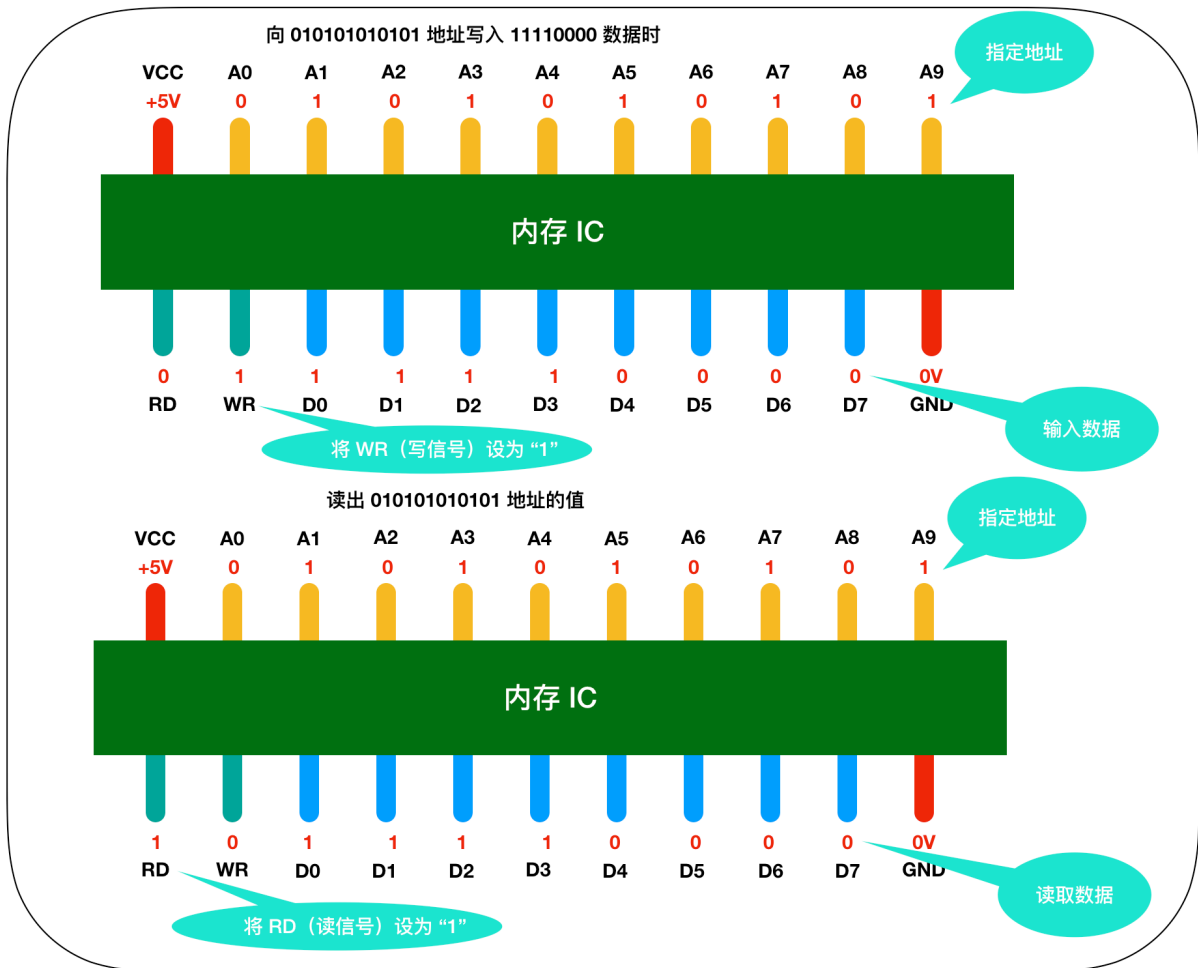 向 010101010101 地址写入 11110000 数据时
指定地址
VCC A0 A1 A2 A3 A4 A5 A6 A7 A8 A9
+5V 0 1 0 1 0 1 0 1 0 1
内存 IC
0 1 1 1 1 1 0 0 0 0 0V
RD WR D0 D1 D2 D3 D4 D5 D6 D7 GND
输入数据
将 WR（写信号）设为 “1”
读出 010101010101 地址的值
指定地址
VCC A0 A1 A2 A3 A4 A5 A6 A7 A8 A9
+5V 0 1 0 1 0 1 0 1 0 1
内存 IC
1 0 1 1 1 1 0 0 0 0 0V
RD WR D0 D1 D2 D3 D4 D5 D6 D7 GND
读取数据
将 RD（读信号）设为 “1”